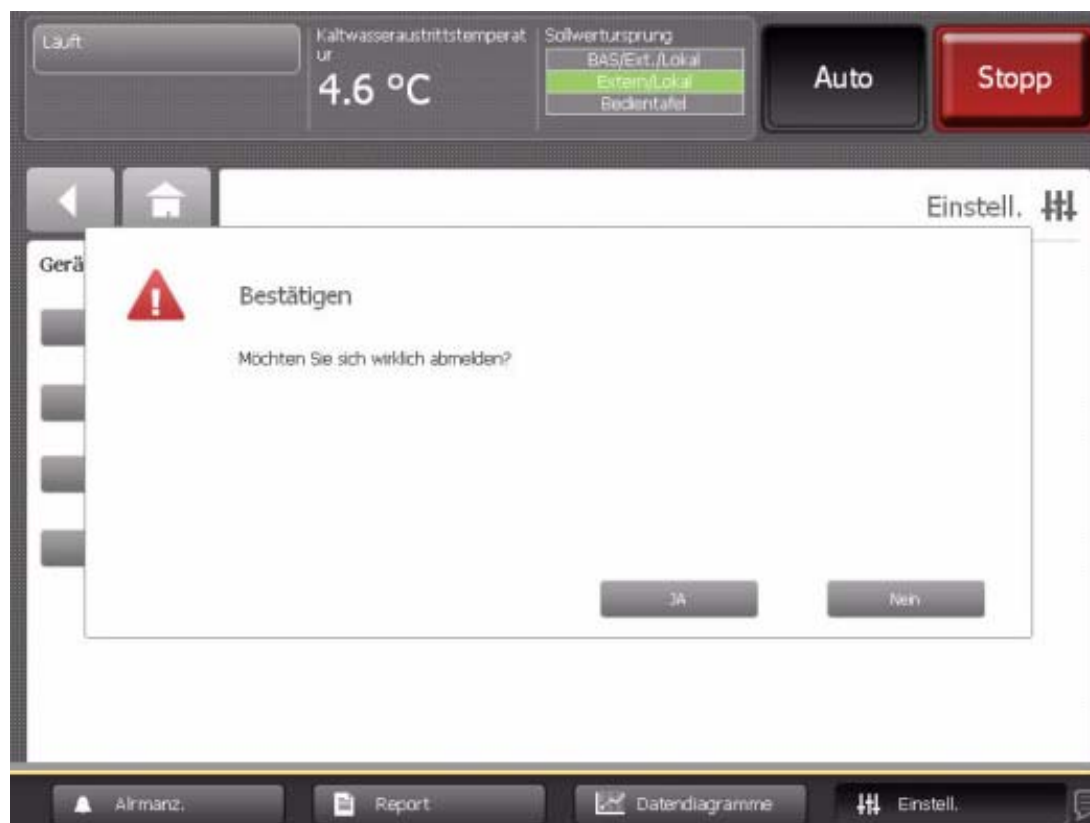 Läuft
Kaltwasseraustrittstemperat
ur
4.6 °C
Sollwertursprung
BAS/Ext./Lokal
Extern/Lokal
Bedientafel
Auto
Stopp
Einstell.
Gerä
Bestätigen
Möchten Sie sich wirklich abmelden?
JA
Nein
Alrmanz.
Report
Datendiagramme
Einstell.